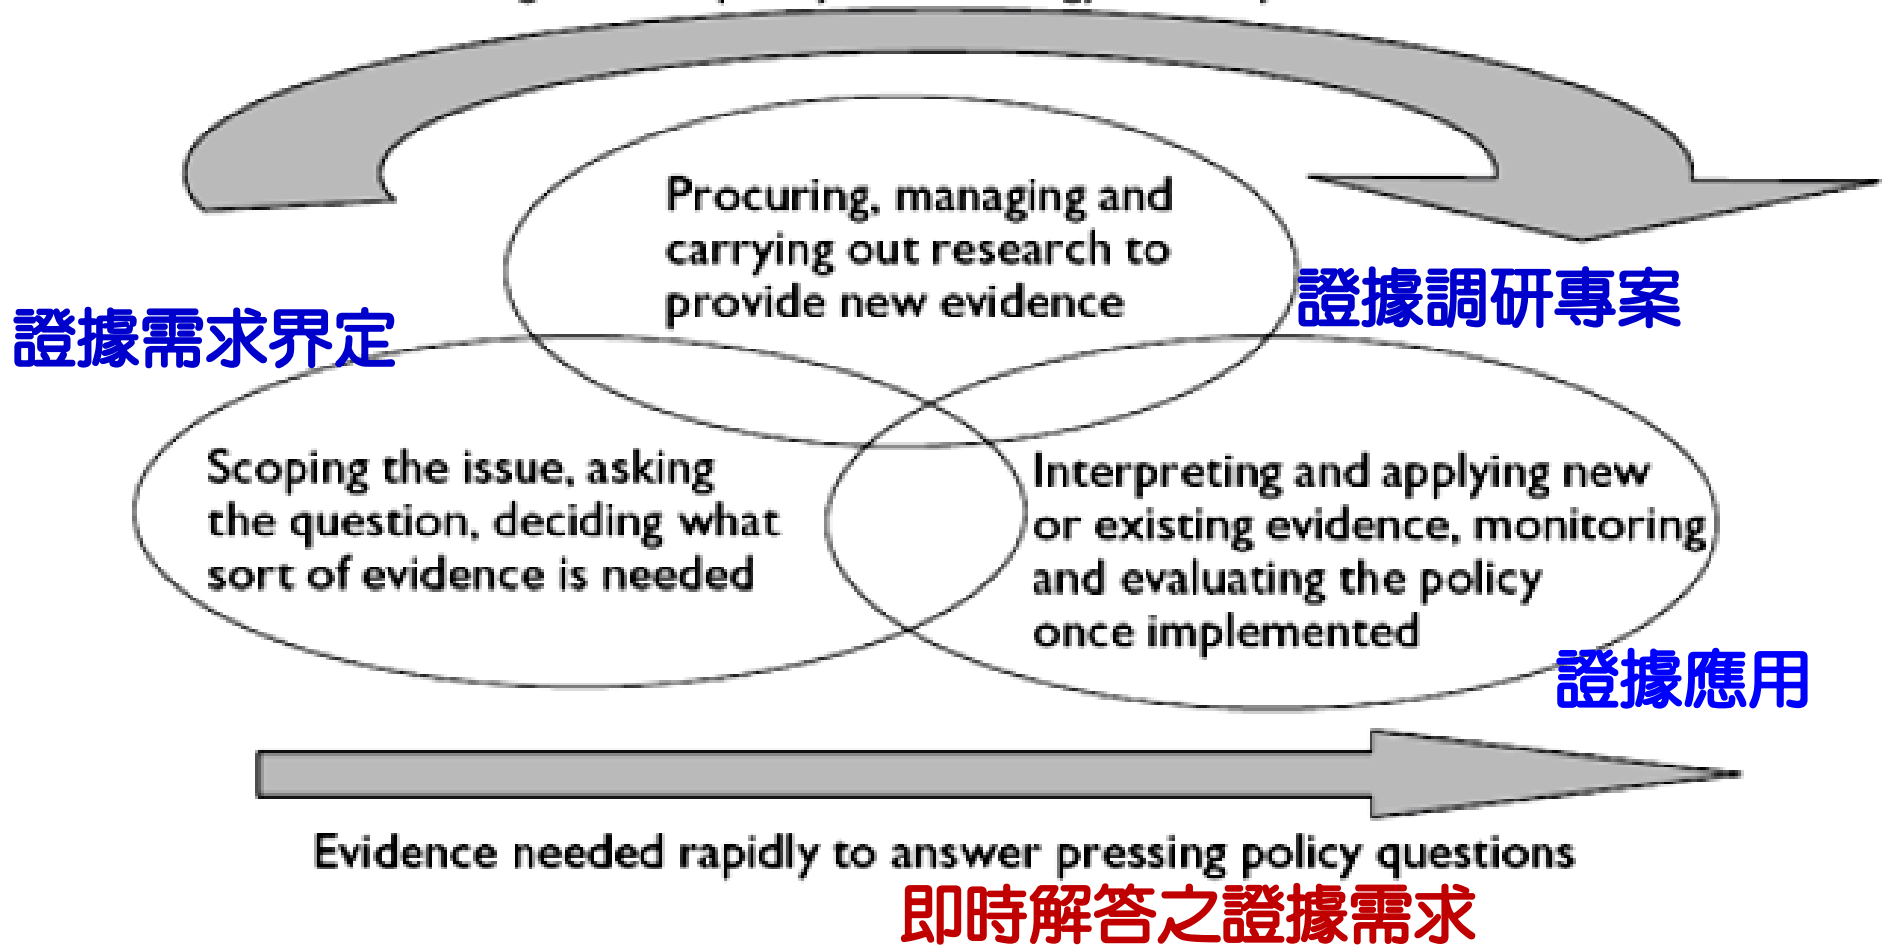 Procuring, managing and
carrying out research to
provide new evidence
證據調研專案
證據需求界定
Scoping the issue, asking
the question, deciding what
sort of evidence is needed
Interpreting and applying new
or existing evidence, monitoring
and evaluating the policy
once implemented
證據應用
Evidence needed rapidly to answer pressing policy questions
即時解答之證據需求